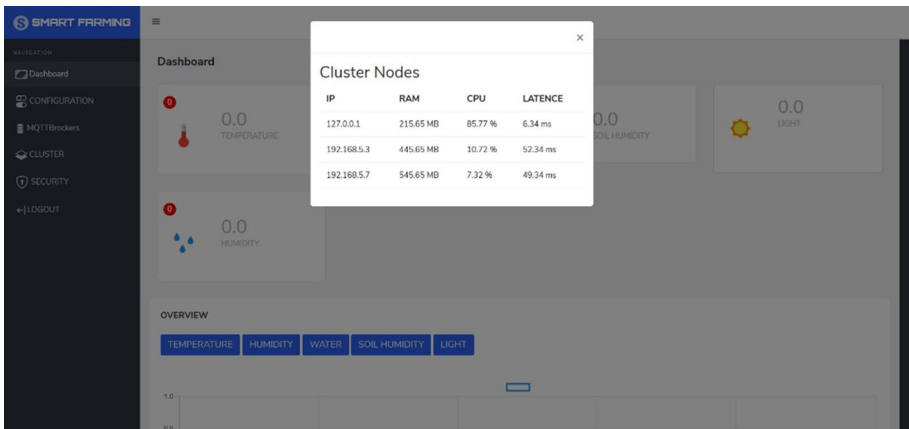 SMART FARMING
NAVIGATION
Dashboard
CONFIGURATION
MQTTBrockers
CLUSTER
SECURITY
LOGOUT
Dashboard
0
0.0
TEMPERATURE
0.0
SOIL HUMIDITY
0.0
LIGHT
0
0.0
HUMIDITY
×
Cluster Nodes
IP RAM CPU LATENCE
127.0.0.1 215.65 MB 85.77 % 6.34 ms
192.168.5.3 445.65 MB 10.72 % 52.34 ms
192.168.5.7 545.65 MB 7.32 % 49.34 ms
OVERVIEW
TEMPERATURE HUMIDITY WATER SOIL HUMIDITY LIGHT
1.0